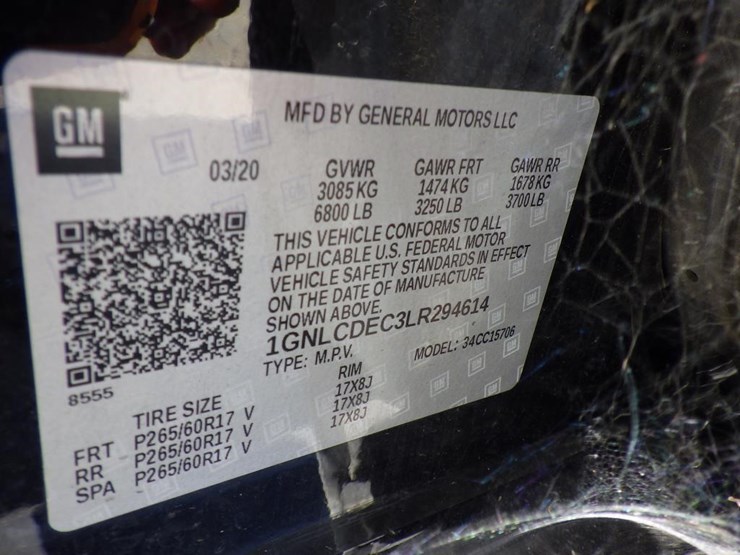 GM
MFD BY GENERAL MOTORS LLC
03/20
GVWR GAWR FRT GAWR RR
3085 KG 1474 KG 1678 KG
6800 LB 3250 LB 3700 LB
THIS VEHICLE CONFORMS TO ALL
APPLICABLE U.S. FEDERAL MOTOR
VEHICLE SAFETY STANDARDS IN EFFECT
ON THE DATE OF MANUFACTURE
SHOWN ABOVE.
1GNLCDEC3LR294614
TYPE: M.P.V. MODEL: 34CC15706
8555
TIRE SIZE RIM
FRT P265/60R17 V 17X8J
RR P265/60R17 V 17X8J
SPA P265/60R17 V 17X8J